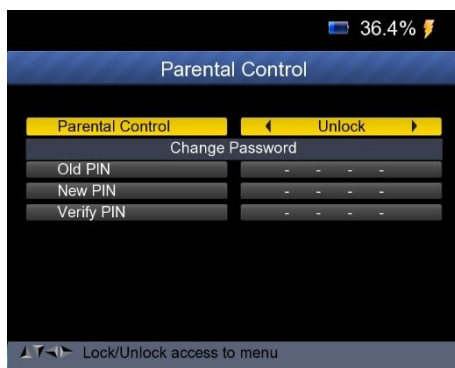 36.4%
Parental Control
Parental Control Unlock
Change Password
Old PIN - - - -
New PIN - - - -
Verify PIN - - - -
Lock/Unlock access to menu